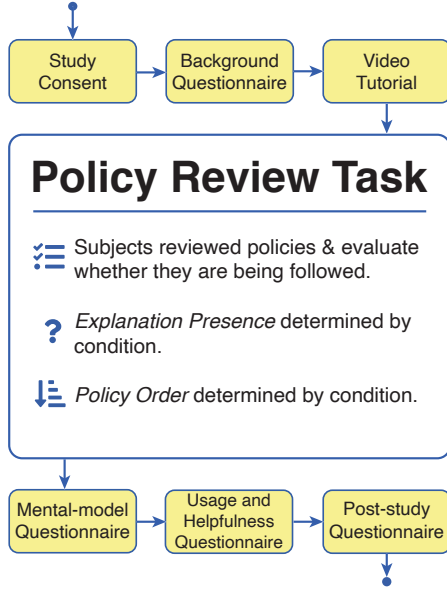 Study
Consent
Background
Questionnaire
Video
Tutorial
Policy Review Task
Subjects reviewed policies & evaluate
whether they are being followed.
? Explanation Presence determined by
condition.
Policy Order determined by condition.
Mental-model
Questionnaire
Usage and
Helpfulness
Questionnaire
Post-study
Questionnaire